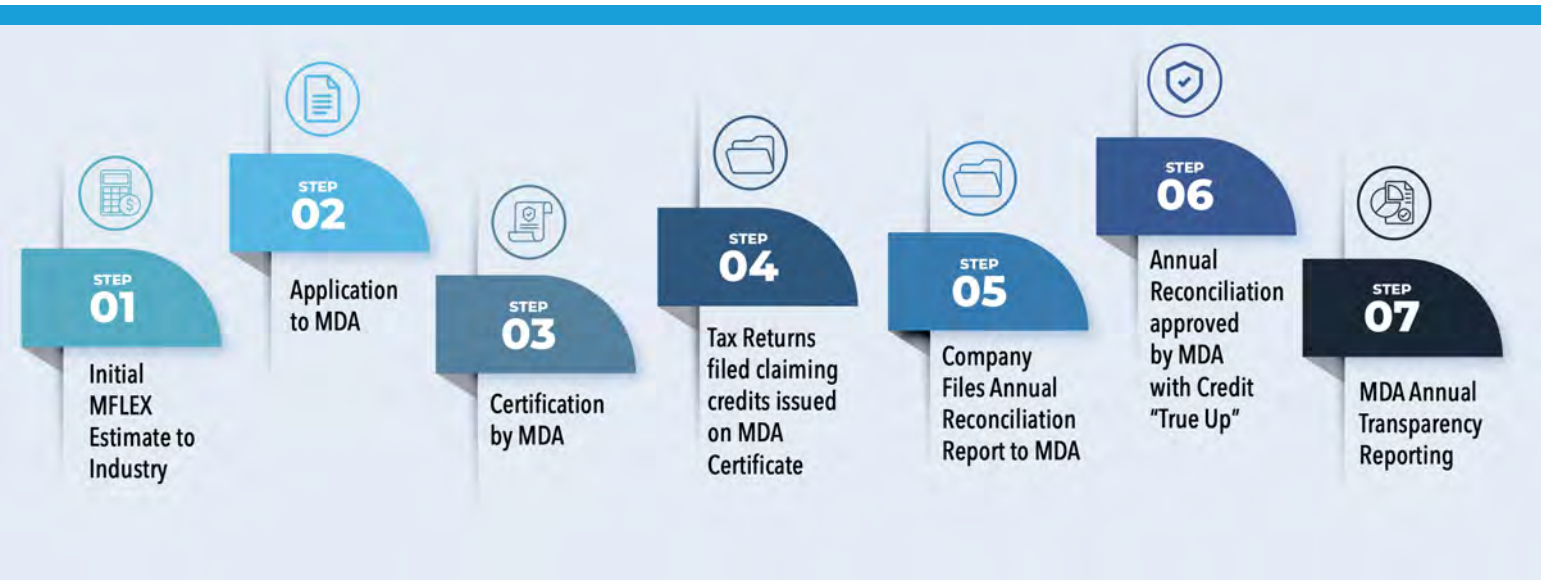 STEP
01
Initial
MFLEX
Estimate to
Industry
STEP
02
Application
to MDA
STEP
03
Certification
by MDA
STEP
04
Tax Returns
filed claiming
credits issued
on MDA
Certificate
STEP
05
Company
Files Annual
Reconciliation
Report to MDA
STEP
06
Annual
Reconciliation
approved
by MDA
with Credit
"True Up"
STEP
07
MDA Annual
Transparency
Reporting